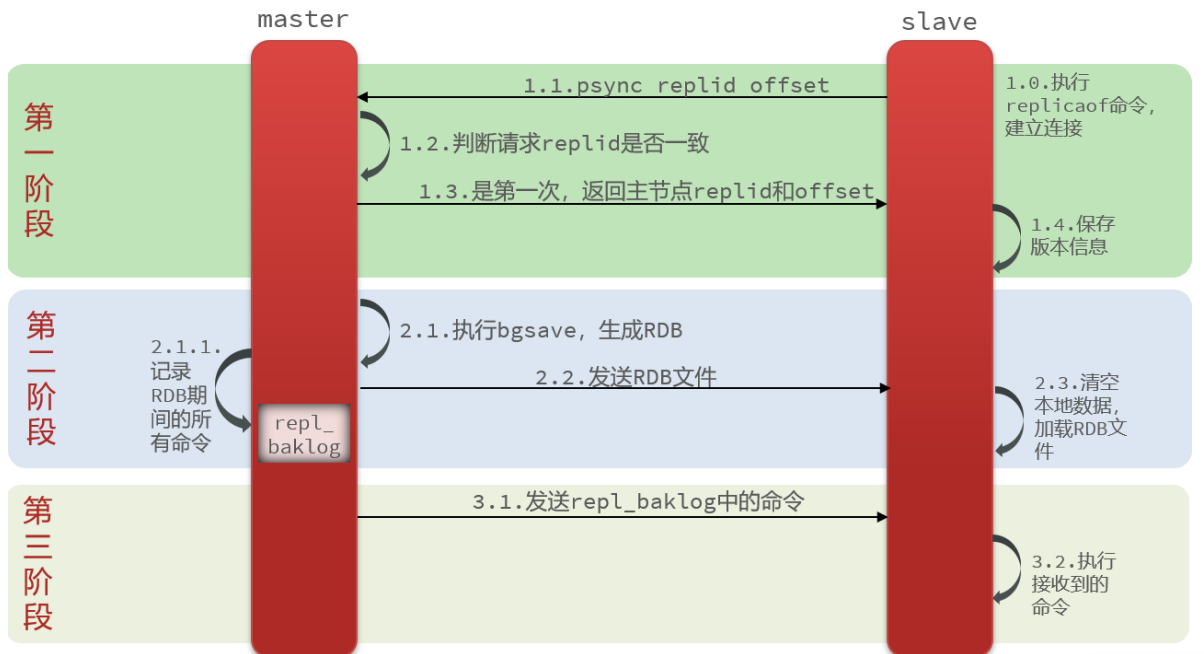 master
slave
第一阶段
1.0.执行
replicaof命令，
建立连接
1.1.psync replid offset
1.2.判断请求replid是否一致
1.3.是第一次，返回主节点replid和offset
1.4.保存
版本信息
第二阶段
2.1.执行bgsave，生成RDB
2.1.1.
记录
RDB期
间的所
有命令
repl_
baklog
2.2.发送RDB文件
2.3.清空
本地数据，
加载RDB文
件
第三阶段
3.1.发送repl_baklog中的命令
3.2.执行
接收到的
命令